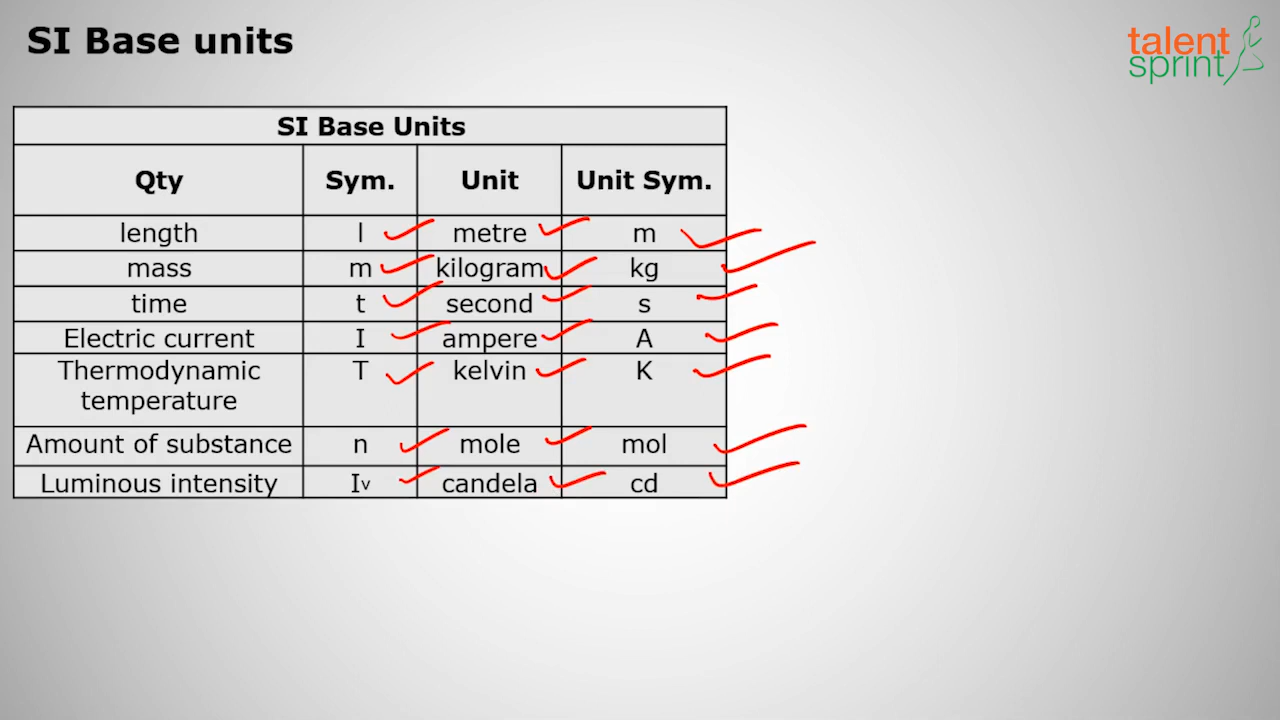 SI Base units
talent
sprint
SI Base Units
Qty Sym. Unit Unit Sym.
length l metre m
mass m kilogram kg
time t second s
Electric current I ampere A
Thermodynamic T kelvin K
temperature
Amount of substance n mole mol
Luminous intensity Iv candela cd